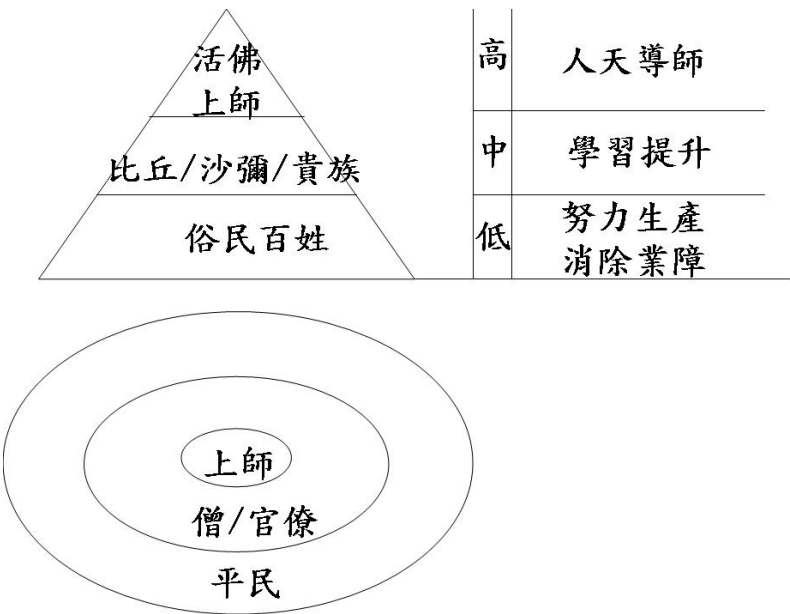 活佛
上師
比丘/沙彌/貴族
俗民百姓
高
人天導師
中
學習提升
低
努力生產
消除業障
上師
僧/官僚
平民